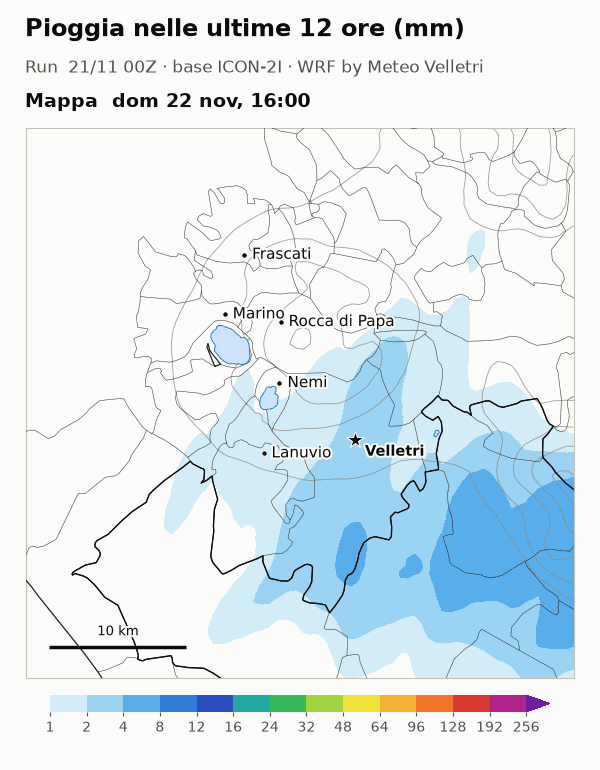 Pioggia nelle ultime 12 ore (mm)
Run 21/11 00Z · base ICON-2I · WRF by Meteo Velletri
Mappa dom 22 nov, 16:00
Frascati
Marino
Rocca di Papa
Nemi
Velletri
Lanuvio
10 km
1 2 4 8 12 16 24 32 48 64 96 128 192 256